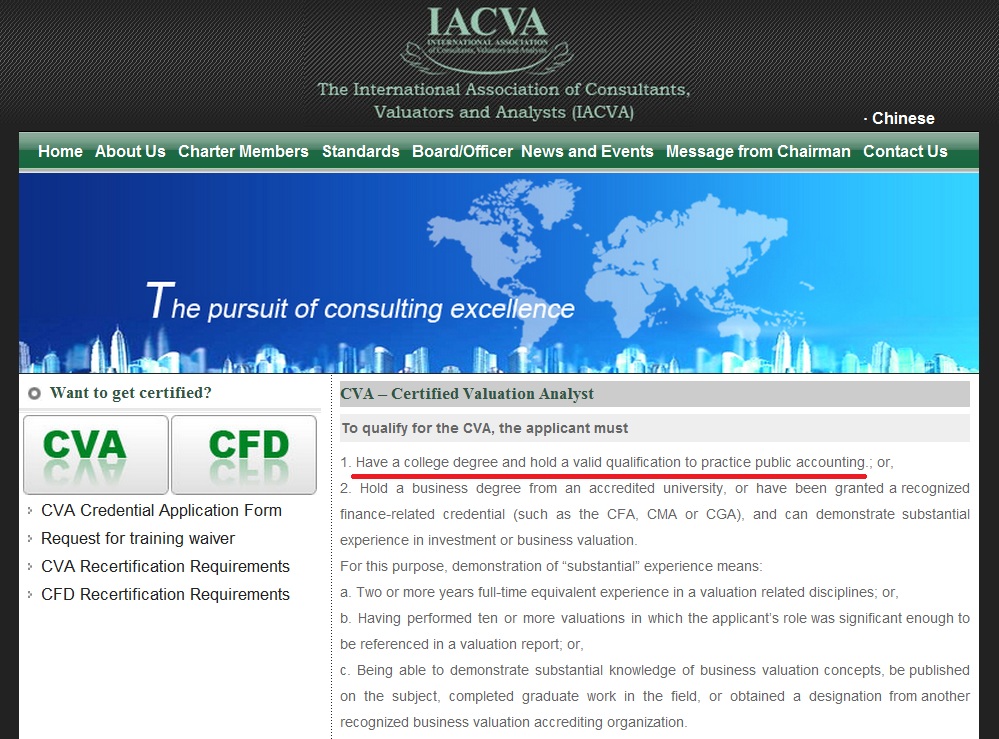 IACVA
INTERNATIONAL ASSOCIATION
of Consultants, Valuators and Analysts
The International Association of Consultants,
Valuators and Analysts (IACVA)
· Chinese
Home About Us Charter Members Standards Board/Officer News and Events Message from Chairman Contact Us
The pursuit of consulting excellence
Want to get certified?
CVA CFD
CVA Credential Application Form
Request for training waiver
CVA Recertification Requirements
CFD Recertification Requirements
CVA – Certified Valuation Analyst
To qualify for the CVA, the applicant must
1. Have a college degree and hold a valid qualification to practice public accounting.; or,
2. Hold a business degree from an accredited university, or have been granted a recognized
finance-related credential (such as the CFA, CMA or CGA), and can demonstrate substantial
experience in investment or business valuation.
For this purpose, demonstration of “substantial” experience means:
a. Two or more years full-time equivalent experience in a valuation related disciplines; or,
b. Having performed ten or more valuations in which the applicant’s role was significant enough to
be referenced in a valuation report; or,
c. Being able to demonstrate substantial knowledge of business valuation concepts, be published
on the subject, completed graduate work in the field, or obtained a designation from another
recognized business valuation accrediting organization.